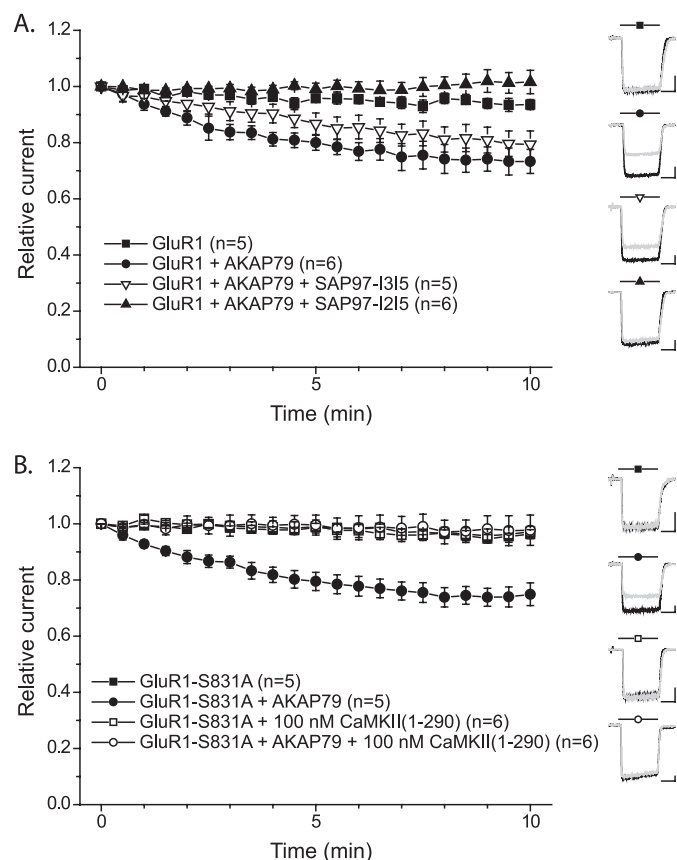 A.
1.2
1.0
0.8
0.6
0.4
0.2
0.0
Relative current
GluR1 (n=5)
GluR1 + AKAP79 (n=6)
GluR1 + AKAP79 + SAP97-I3I5 (n=5)
GluR1 + AKAP79 + SAP97-I2I5 (n=6)
0 5 10
Time (min)
B.
1.2
1.0
0.8
0.6
0.4
0.2
0.0
Relative current
GluR1-S831A (n=5)
GluR1-S831A + AKAP79 (n=5)
GluR1-S831A + 100 nM CaMKII(1-290) (n=6)
GluR1-S831A + AKAP79 + 100 nM CaMKII(1-290) (n=6)
0 5 10
Time (min)